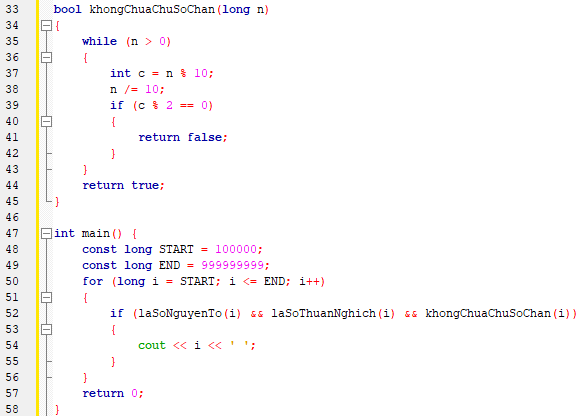 33 bool khongChuaChuSoChan(long n)
34 {
35     while (n > 0)
36     {
37         int c = n % 10;
38         n /= 10;
39         if (c % 2 == 0)
40         {
41             return false;
42         }
43     }
44     return true;
45 }
46
47 int main() {
48     const long START = 100000;
49     const long END = 999999999;
50     for (long i = START; i <= END; i++)
51     {
52         if (laSoNguyenTo(i) && laSoThuanNghich(i) && khongChuaChuSoChan(i))
53         {
54             cout << i << ' ';
55         }
56     }
57     return 0;
58 }